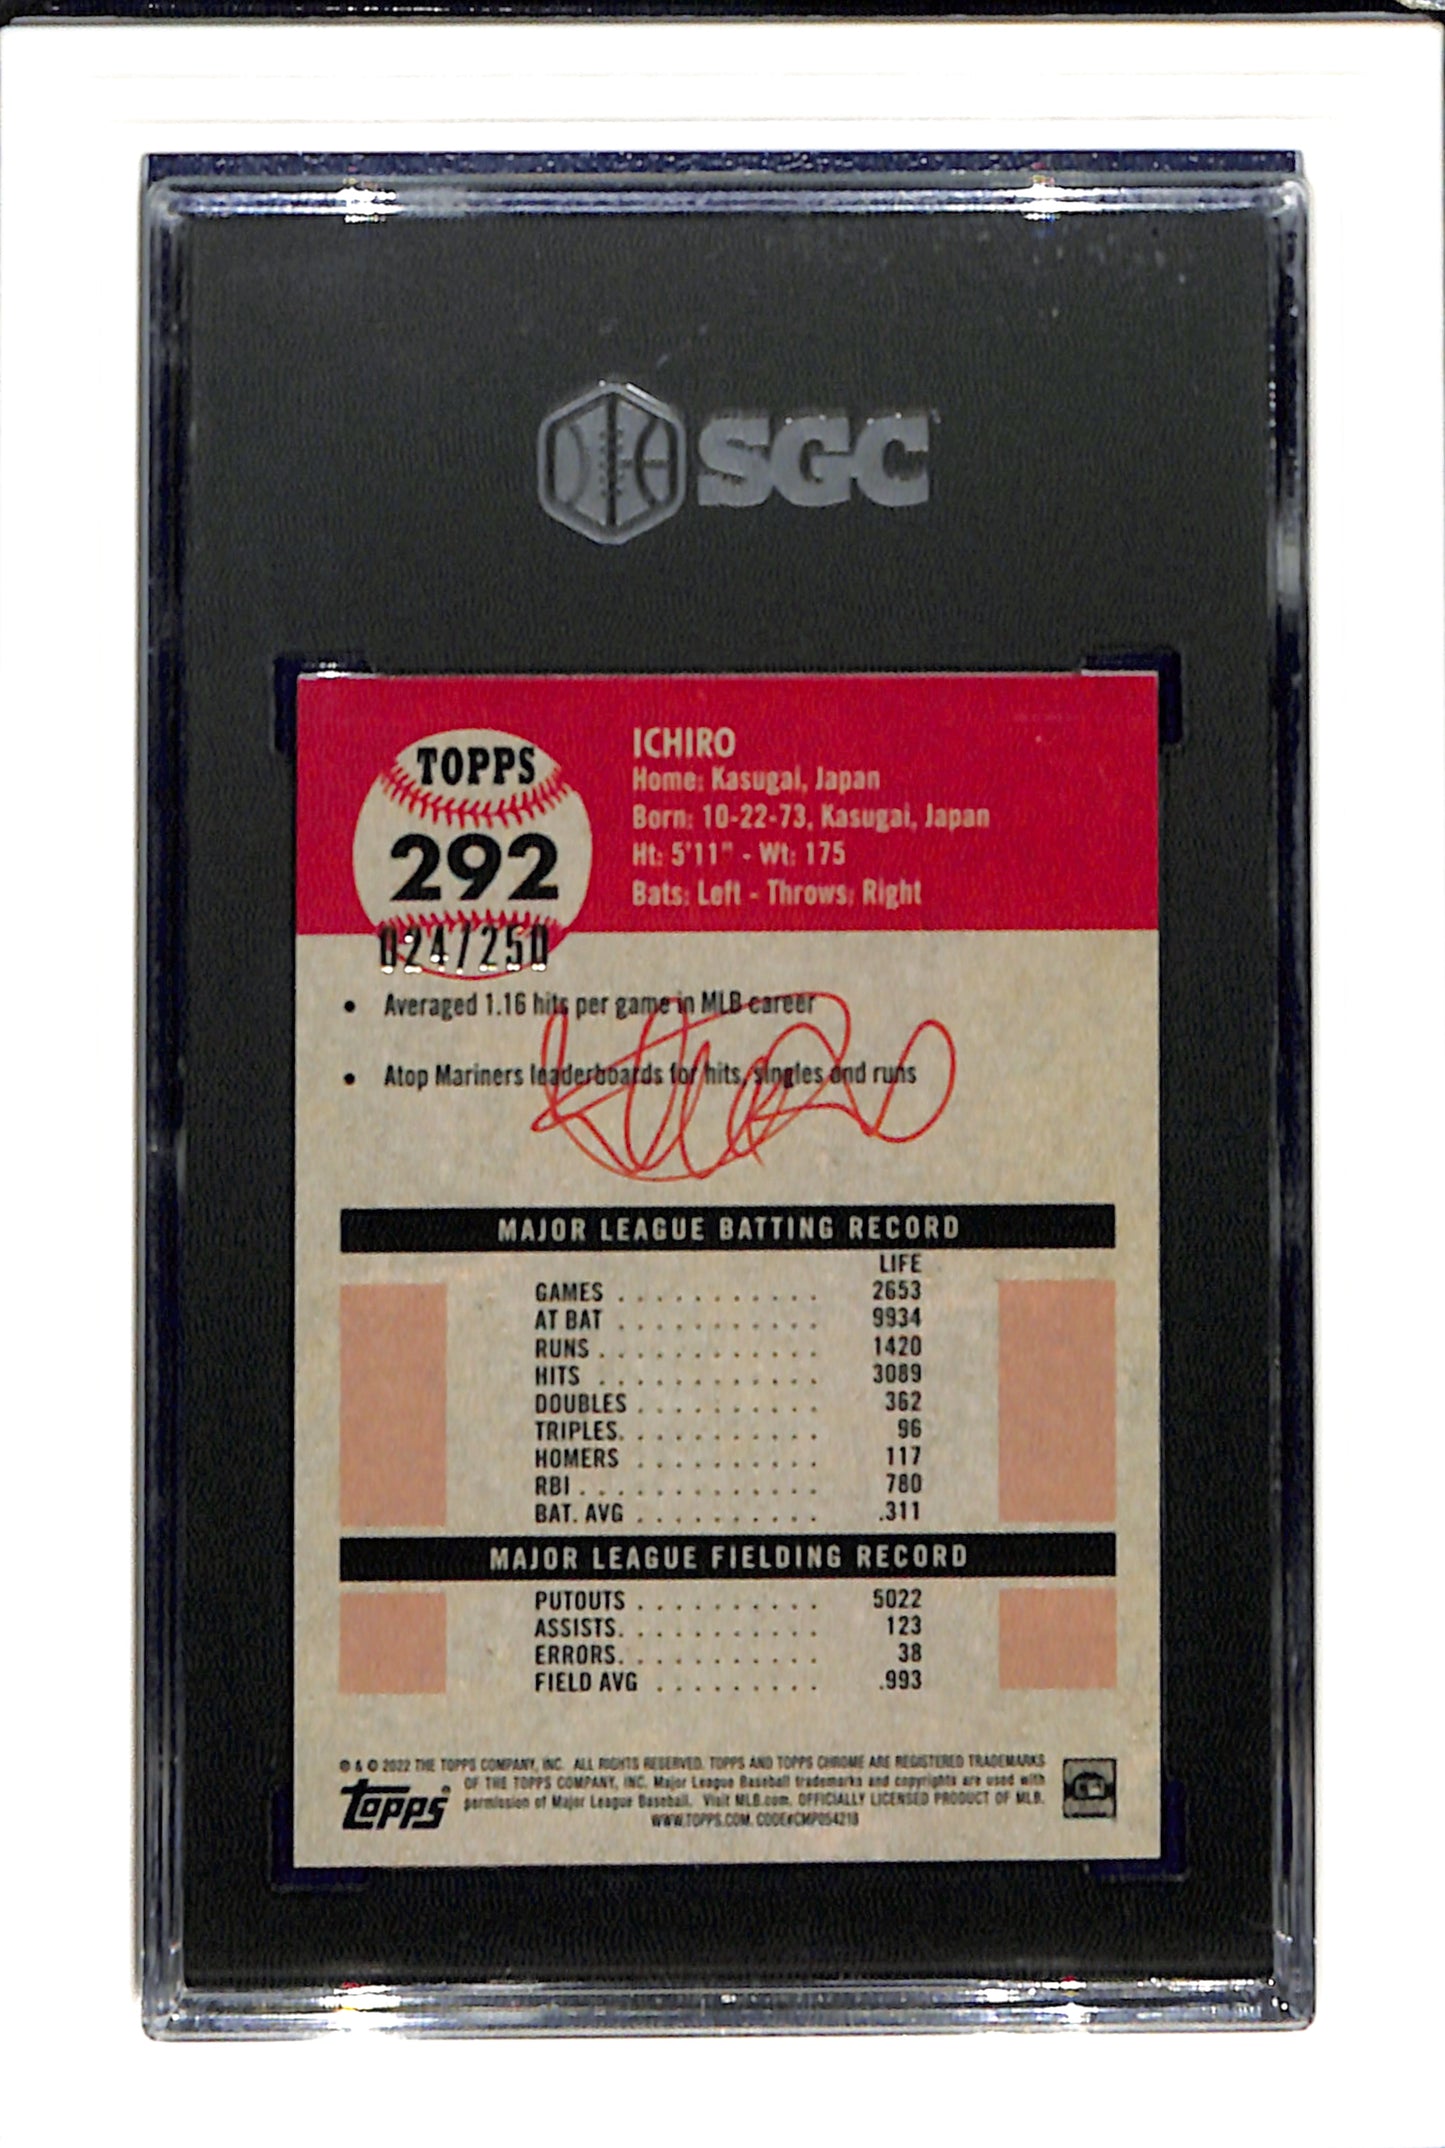 SGC
TOPPS
292
024/250
ICHIRO
Home: Kasugai, Japan
Born: 10-22-73, Kasugai, Japan
Ht: 5'11" - Wt: 175
Bats: Left - Throws: Right
• Averaged 1.16 hits per game in MLB career
• Atop Mariners leaderboards for hits, singles and runs
MAJOR LEAGUE BATTING RECORD
LIFE
GAMES . . . . . . . . . . . 2653
AT BAT . . . . . . . . . . . 9934
RUNS . . . . . . . . . . . . 1420
HITS . . . . . . . . . . . . 3089
DOUBLES . . . . . . . . . . 362
TRIPLES. . . . . . . . . . . 96
HOMERS . . . . . . . . . . 117
RBI . . . . . . . . . . . . . 780
BAT. AVG . . . . . . . . . . .311
MAJOR LEAGUE FIELDING RECORD
PUTOUTS . . . . . . . . . . 5022
ASSISTS. . . . . . . . . . . 123
ERRORS. . . . . . . . . . . 38
FIELD AVG . . . . . . . . . .993
® & © 2022 THE TOPPS COMPANY, INC. ALL RIGHTS RESERVED. TOPPS AND TOPPS CHROME ARE REGISTERED TRADEMARKS
OF THE TOPPS COMPANY, INC. Major League Baseball trademarks and copyrights are used with
permission of Major League Baseball. Visit MLB.com. OFFICIALLY LICENSED PRODUCT OF MLB.
WWW.TOPPS.COM. CODE#CMP054218
topps®